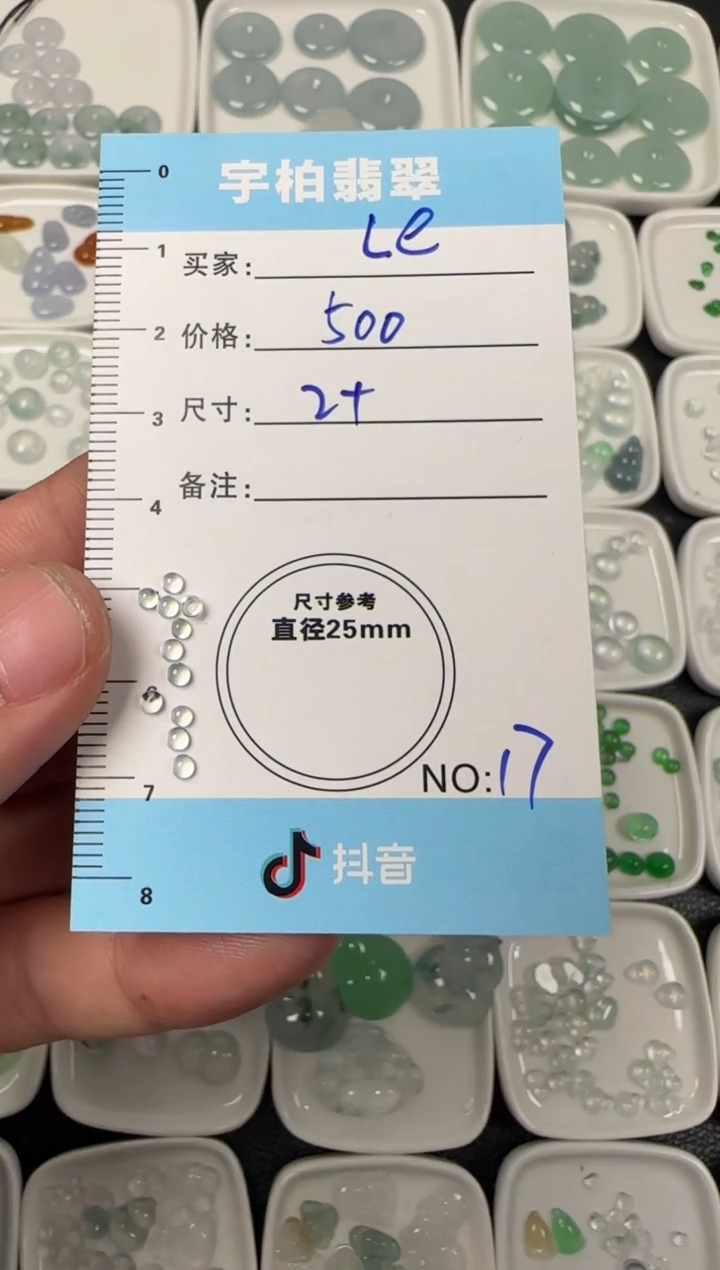 宇柏翡翠
0
1
买家: Le
2
价格: 500
3
尺寸: 2+
4
备注:
尺寸参考
直径25mm
6
NO: 17
7
抖音
8